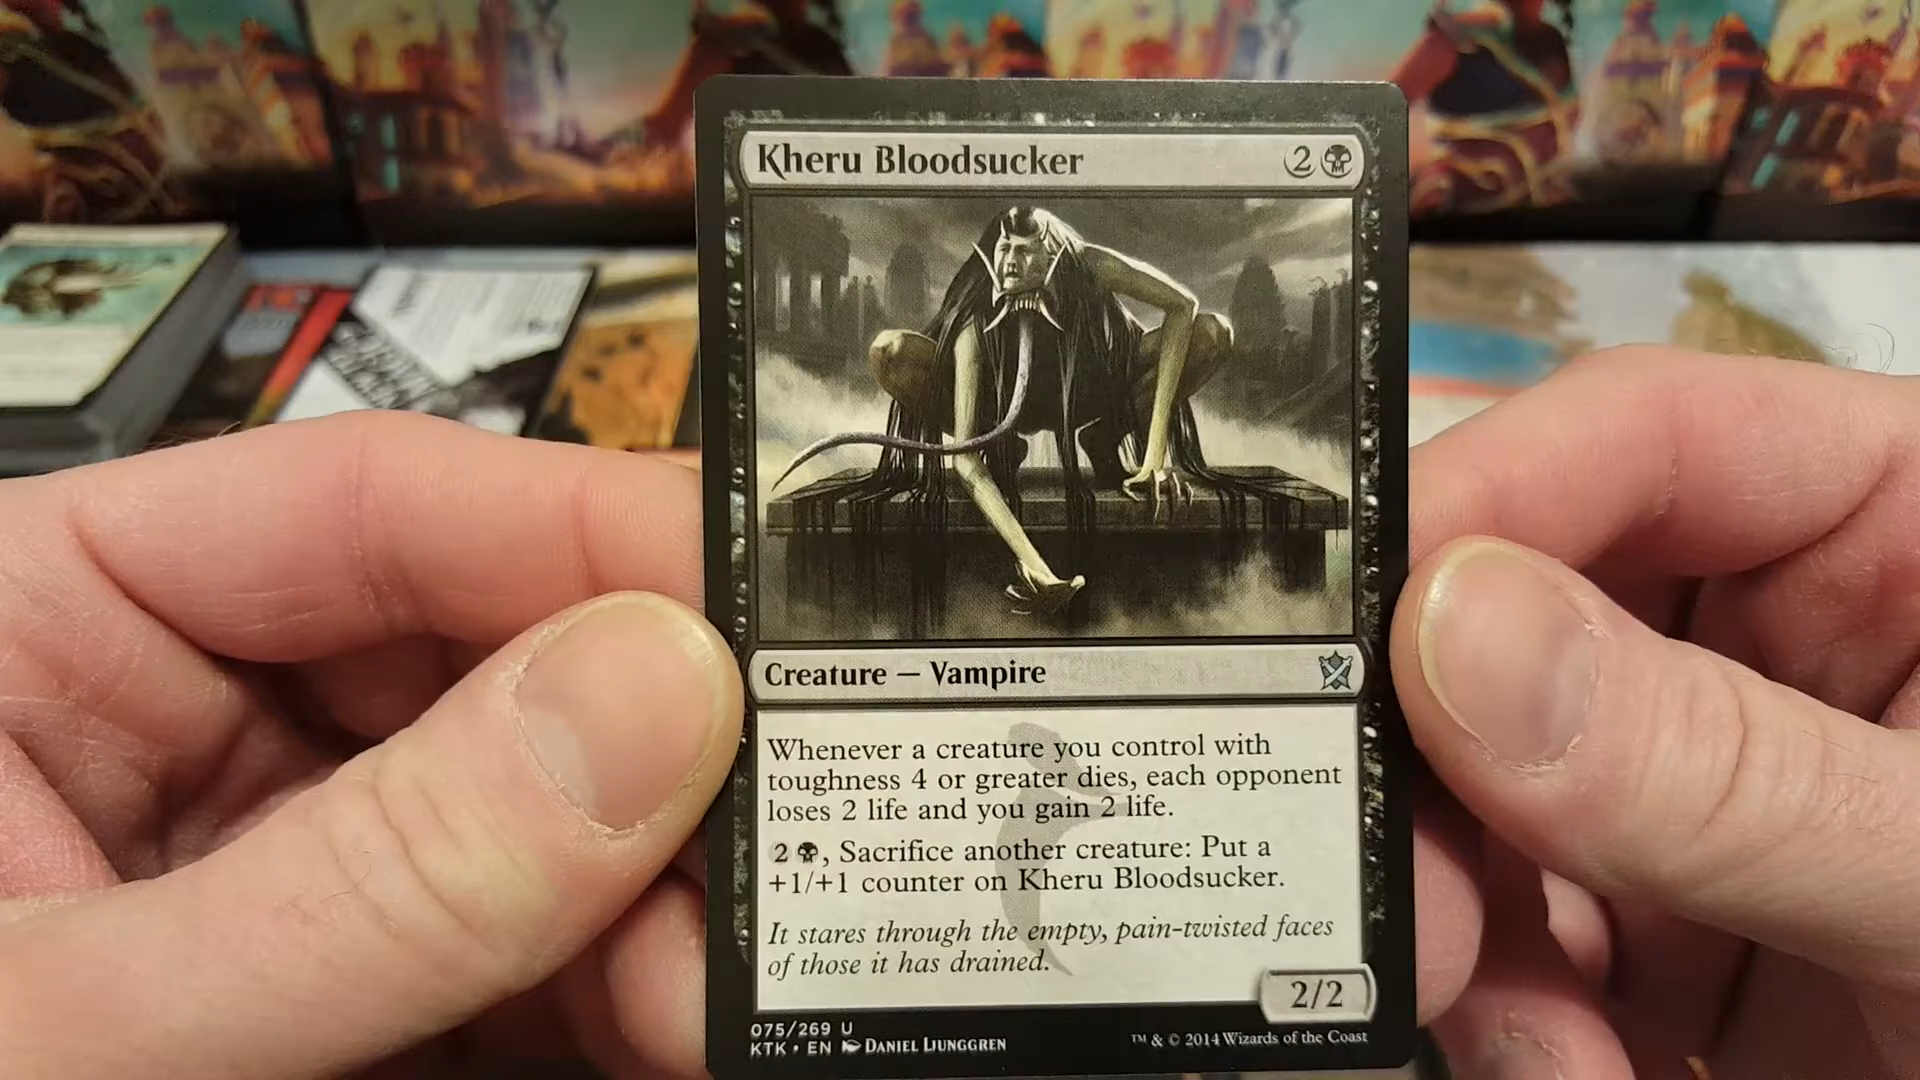 Kheru Bloodsucker 2
Creature — Vampire
Whenever a creature you control with
toughness 4 or greater dies, each opponent
loses 2 life and you gain 2 life.
2, Sacrifice another creature: Put a
+1/+1 counter on Kheru Bloodsucker.
It stares through the empty, pain-twisted faces
of those it has drained.
2/2
075/269 U
KTK • EN DANIEL LJUNGGREN
™ & © 2014 Wizards of the Coast